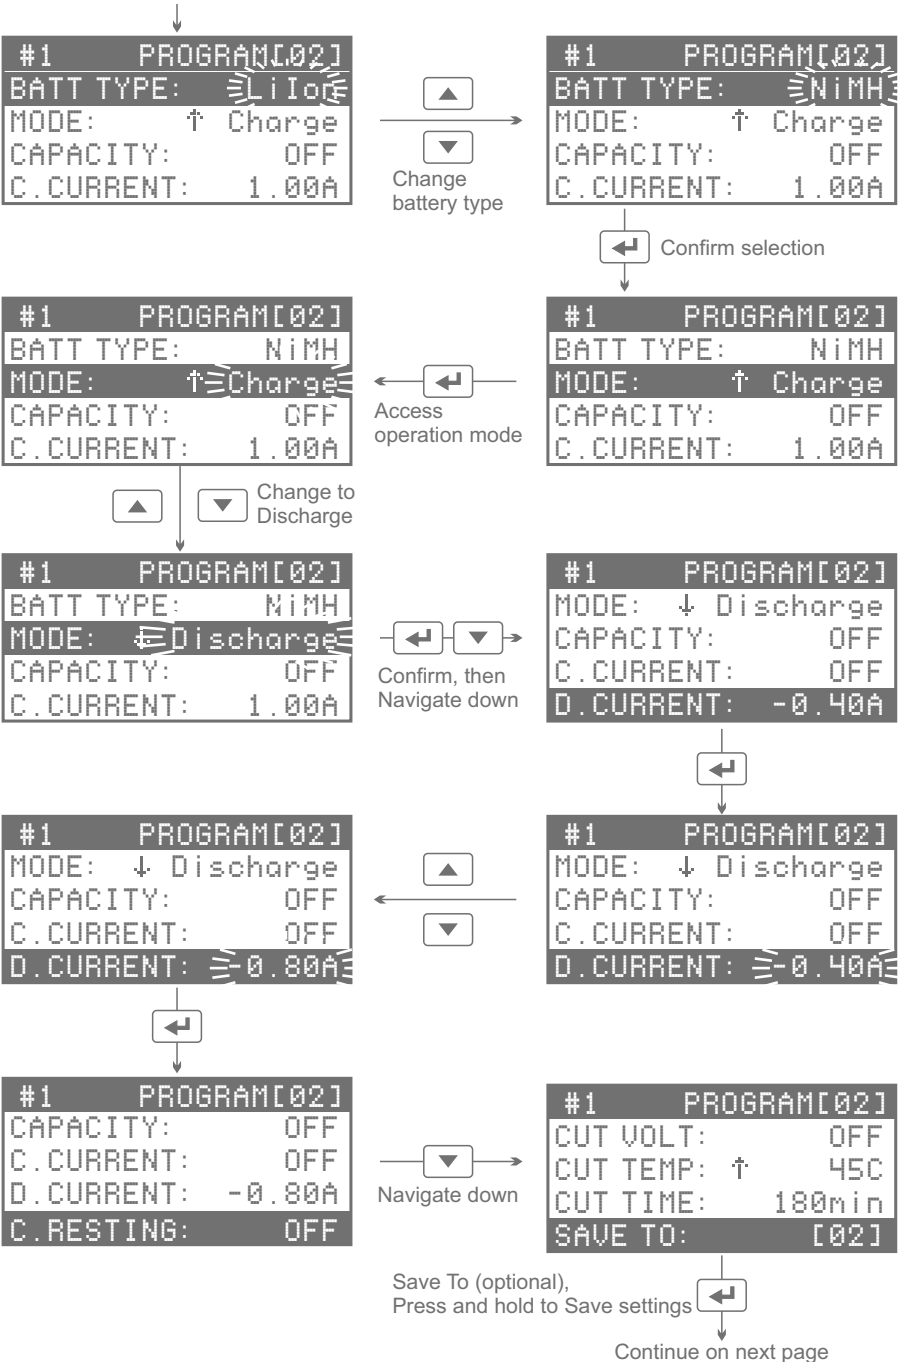 #1 PROGRAM[02]
BATT TYPE: LiIon
MODE: ↑ Charge
CAPACITY: OFF
C.CURRENT: 1.00A
Change
battery type
#1 PROGRAM[02]
BATT TYPE: NiMH
MODE: ↑ Charge
CAPACITY: OFF
C.CURRENT: 1.00A
Confirm selection
#1 PROGRAM[02]
BATT TYPE: NiMH
MODE: ↑ Charge
CAPACITY: OFF
C.CURRENT: 1.00A
Access
operation mode
#1 PROGRAM[02]
BATT TYPE: NiMH
MODE: ↑ Charge
CAPACITY: OFF
C.CURRENT: 1.00A
Change to
Discharge
#1 PROGRAM[02]
BATT TYPE: NiMH
MODE: ↓ Discharge
CAPACITY: OFF
C.CURRENT: 1.00A
Confirm, then
Navigate down
#1 PROGRAM[02]
MODE: ↓ Discharge
CAPACITY: OFF
C.CURRENT: OFF
D.CURRENT: -0.40A
#1 PROGRAM[02]
MODE: ↓ Discharge
CAPACITY: OFF
C.CURRENT: OFF
D.CURRENT: -0.40A
#1 PROGRAM[02]
MODE: ↓ Discharge
CAPACITY: OFF
C.CURRENT: OFF
D.CURRENT: -0.80A
#1 PROGRAM[02]
CAPACITY: OFF
C.CURRENT: OFF
D.CURRENT: -0.80A
C.RESTING: OFF
Navigate down
#1 PROGRAM[02]
CUT VOLT: OFF
CUT TEMP: ↑ 45C
CUT TIME: 180min
SAVE TO: [02]
Save To (optional),
Press and hold to Save settings
Continue on next page